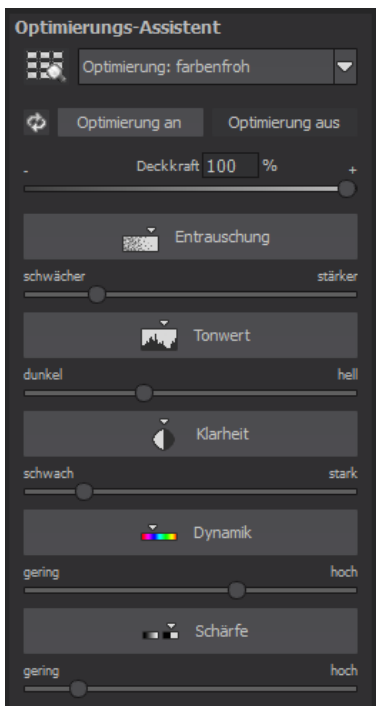 Optimierungs-Assistent
Optimierung: farbenfroh
Optimierung an Optimierung aus
- Deckkraft 100 % +
Entrauschung
schwächer stärker
Tonwert
dunkel hell
Klarheit
schwach stark
Dynamik
gering hoch
Schärfe
gering hoch